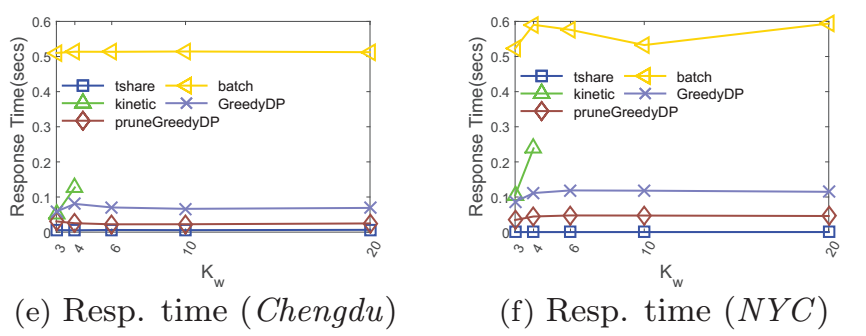 0.6
0.5
0.4
0.3
0.2
0.1
0
Response Time(secs)
tshare batch
kinetic GreedyDP
pruneGreedyDP
3 4 6 10 20
K_w
(e) Resp. time (Chengdu)
0.6
0.5
0.4
0.3
0.2
0.1
0
Response Time(secs)
tshare batch
kinetic GreedyDP
pruneGreedyDP
3 4 6 10 20
K_w
(f) Resp. time (NYC)